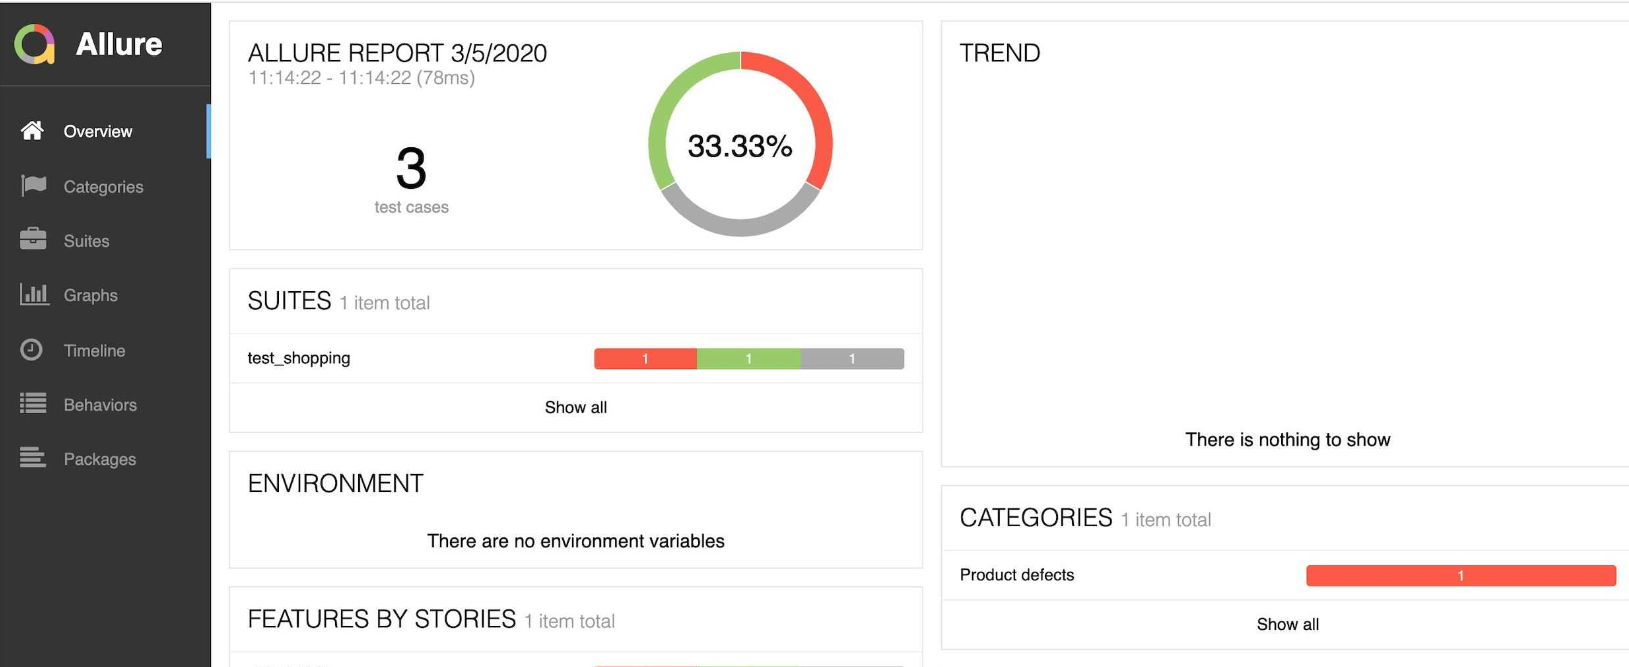 Allure
Overview
Categories
Suites
Graphs
Timeline
Behaviors
Packages
ALLURE REPORT 3/5/2020
11:14:22 - 11:14:22 (78ms)
3
test cases
33.33%
SUITES 1 item total
test_shopping 1 1 1
Show all
ENVIRONMENT
There are no environment variables
FEATURES BY STORIES 1 item total
TREND
There is nothing to show
CATEGORIES 1 item total
Product defects 1
Show all